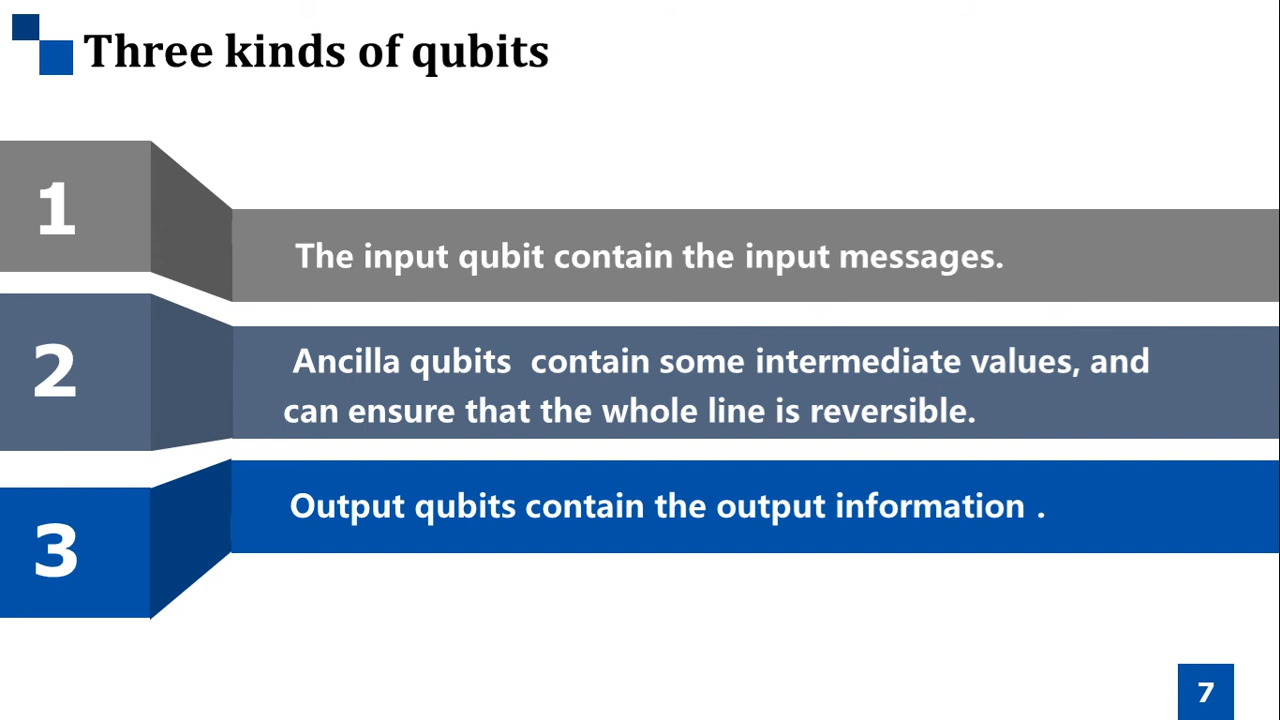 Three kinds of qubits
1
The input qubit contain the input messages.
2
Ancilla qubits  contain some intermediate values, and
can ensure that the whole line is reversible.
3
Output qubits contain the output information .
7